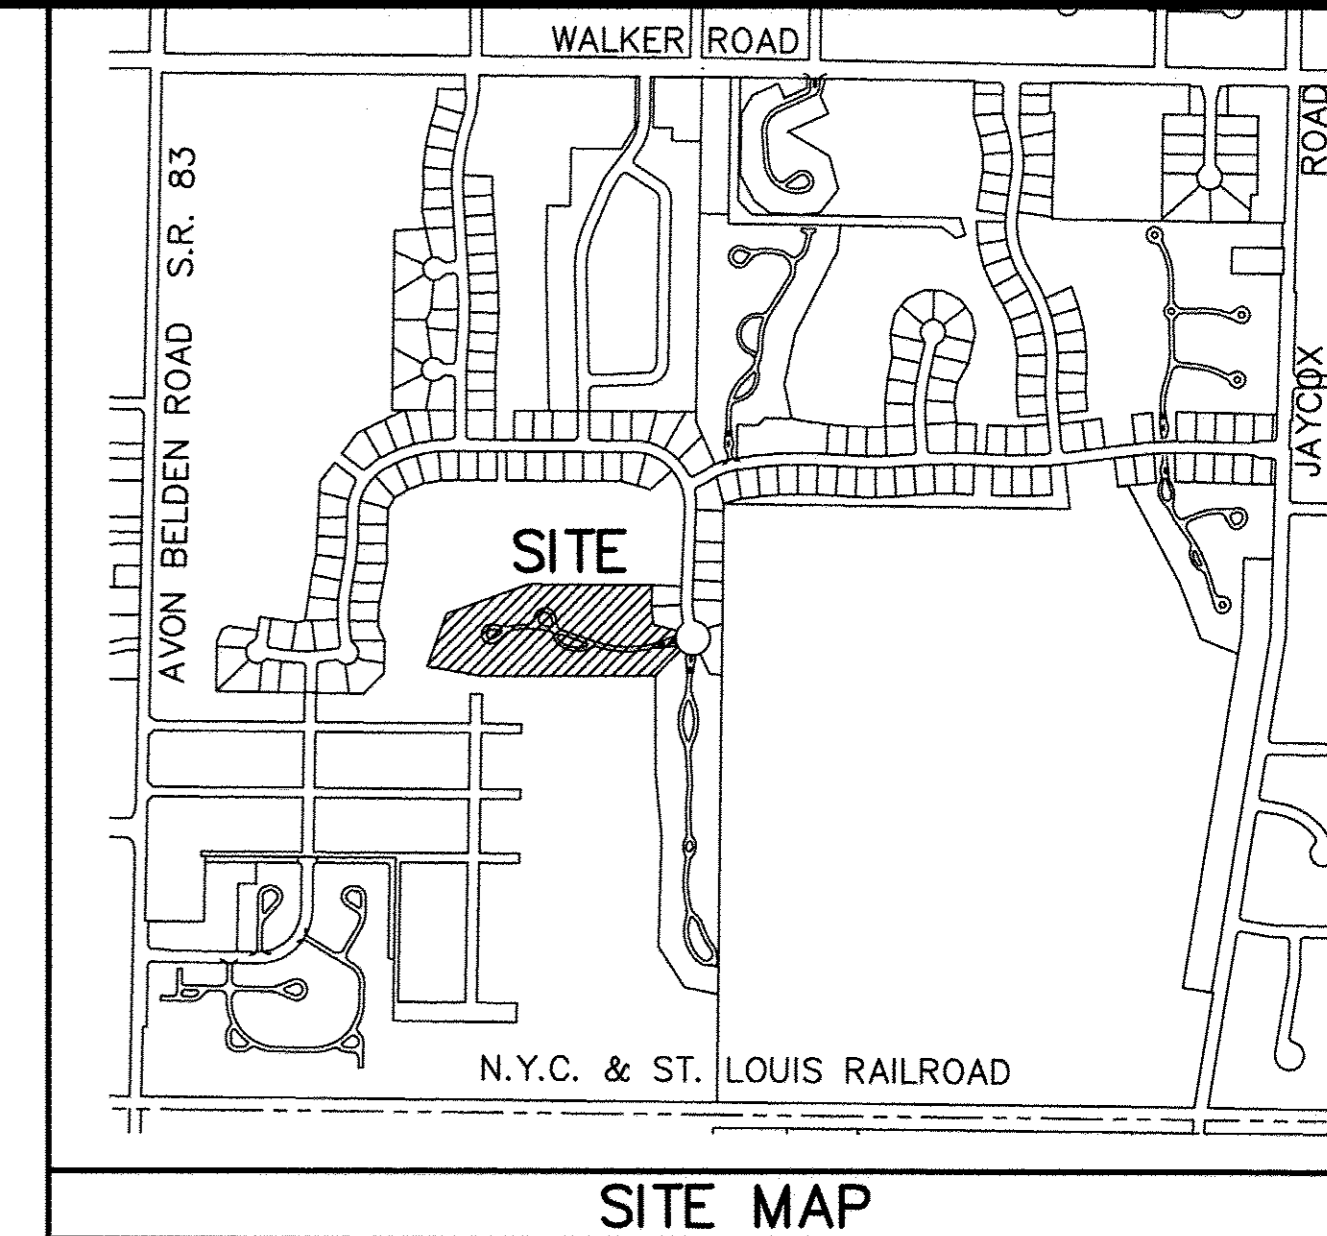 WALKER ROAD
AVON BELDEN ROAD S.R. 83
JAYCOX ROAD
SITE
N.Y.C. & ST. LOUIS RAILROAD
SITE MAP